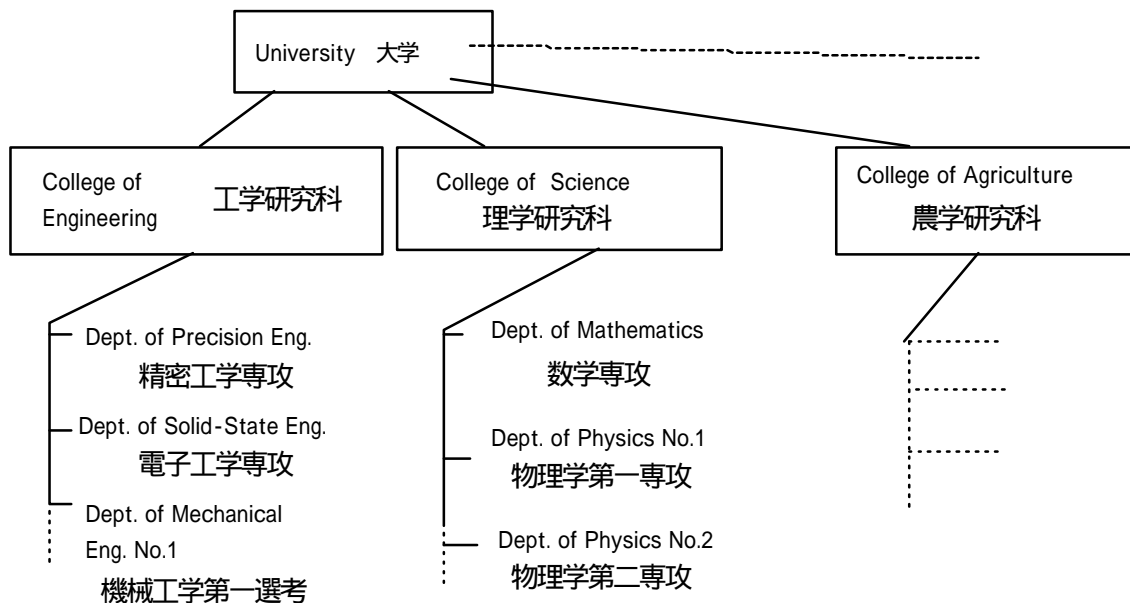 University 大学
College of
Engineering
工学研究科
College of Science
理学研究科
College of Agriculture
農学研究科
Dept. of Precision Eng.
精密工学専攻
Dept. of Solid-State Eng.
電子工学専攻
Dept. of Mechanical
Eng. No.1
機械工学第一選考
Dept. of Mathematics
数学専攻
Dept. of Physics No.1
物理学第一専攻
Dept. of Physics No.2
物理学第二専攻